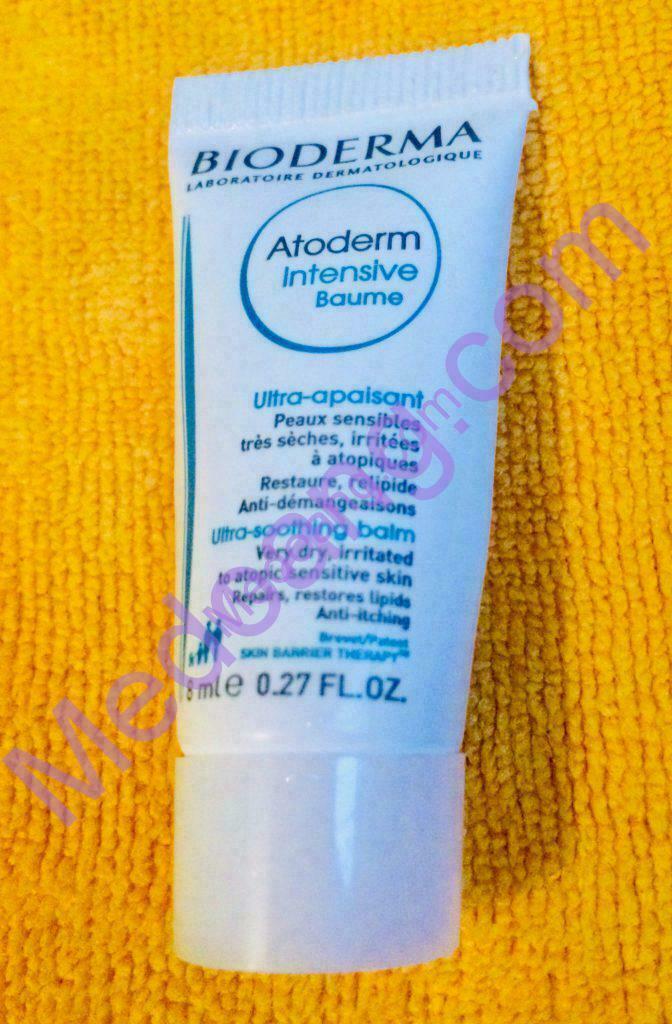 BIODERMA
LABORATOIRE DERMATOLOGIQUE
Atoderm
Intensive
Baume
Ultra-apaisant
Peaux sensibles
très sèches, irritées
à atopiques
Restaure, relipide
Anti-démangeaisons
Ultra-soothing balm
Very dry, irritated
to atopic sensitive skin
Repairs, restores lipids
Anti-itching
Brevet/Patent
SKIN BARRIER THERAPY
8 ml e 0.27 FL.OZ.